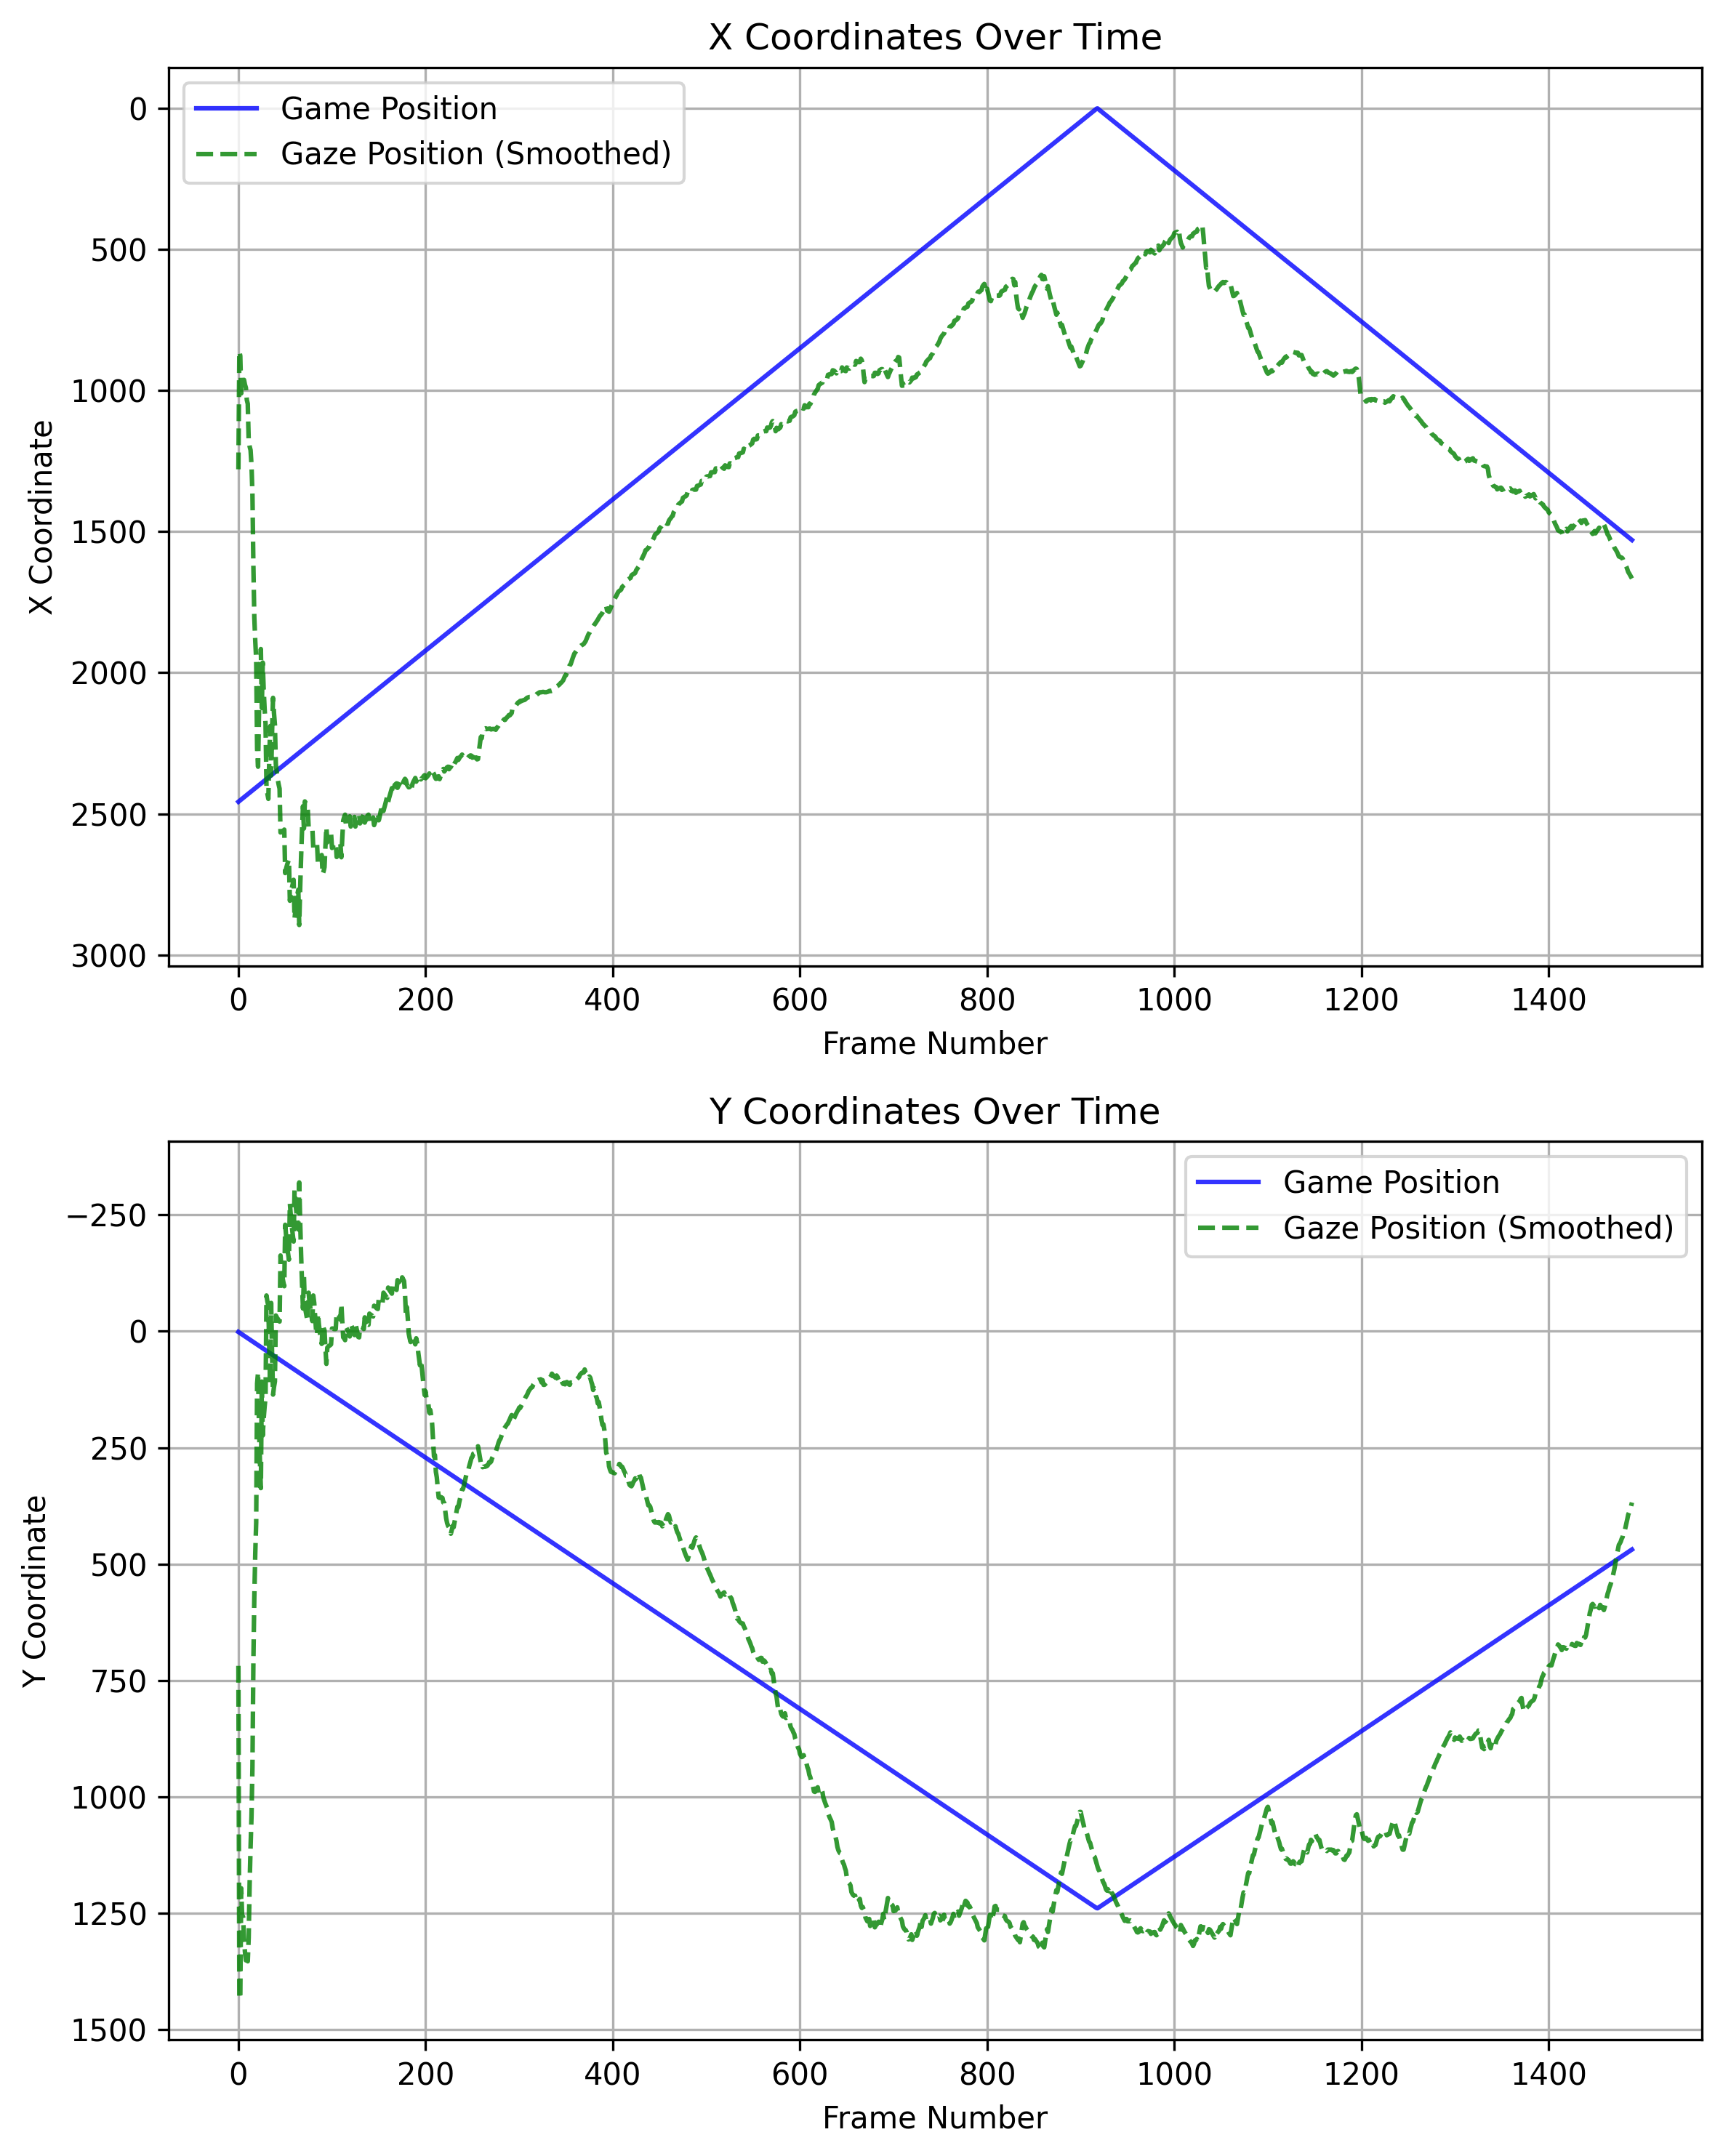 X Coordinates Over Time
Game Position
Gaze Position (Smoothed)
X Coordinate
0
500
1000
1500
2000
2500
3000
0 200 400 600 800 1000 1200 1400
Frame Number
Y Coordinates Over Time
Game Position
Gaze Position (Smoothed)
Y Coordinate
−250
0
250
500
750
1000
1250
1500
0 200 400 600 800 1000 1200 1400
Frame Number